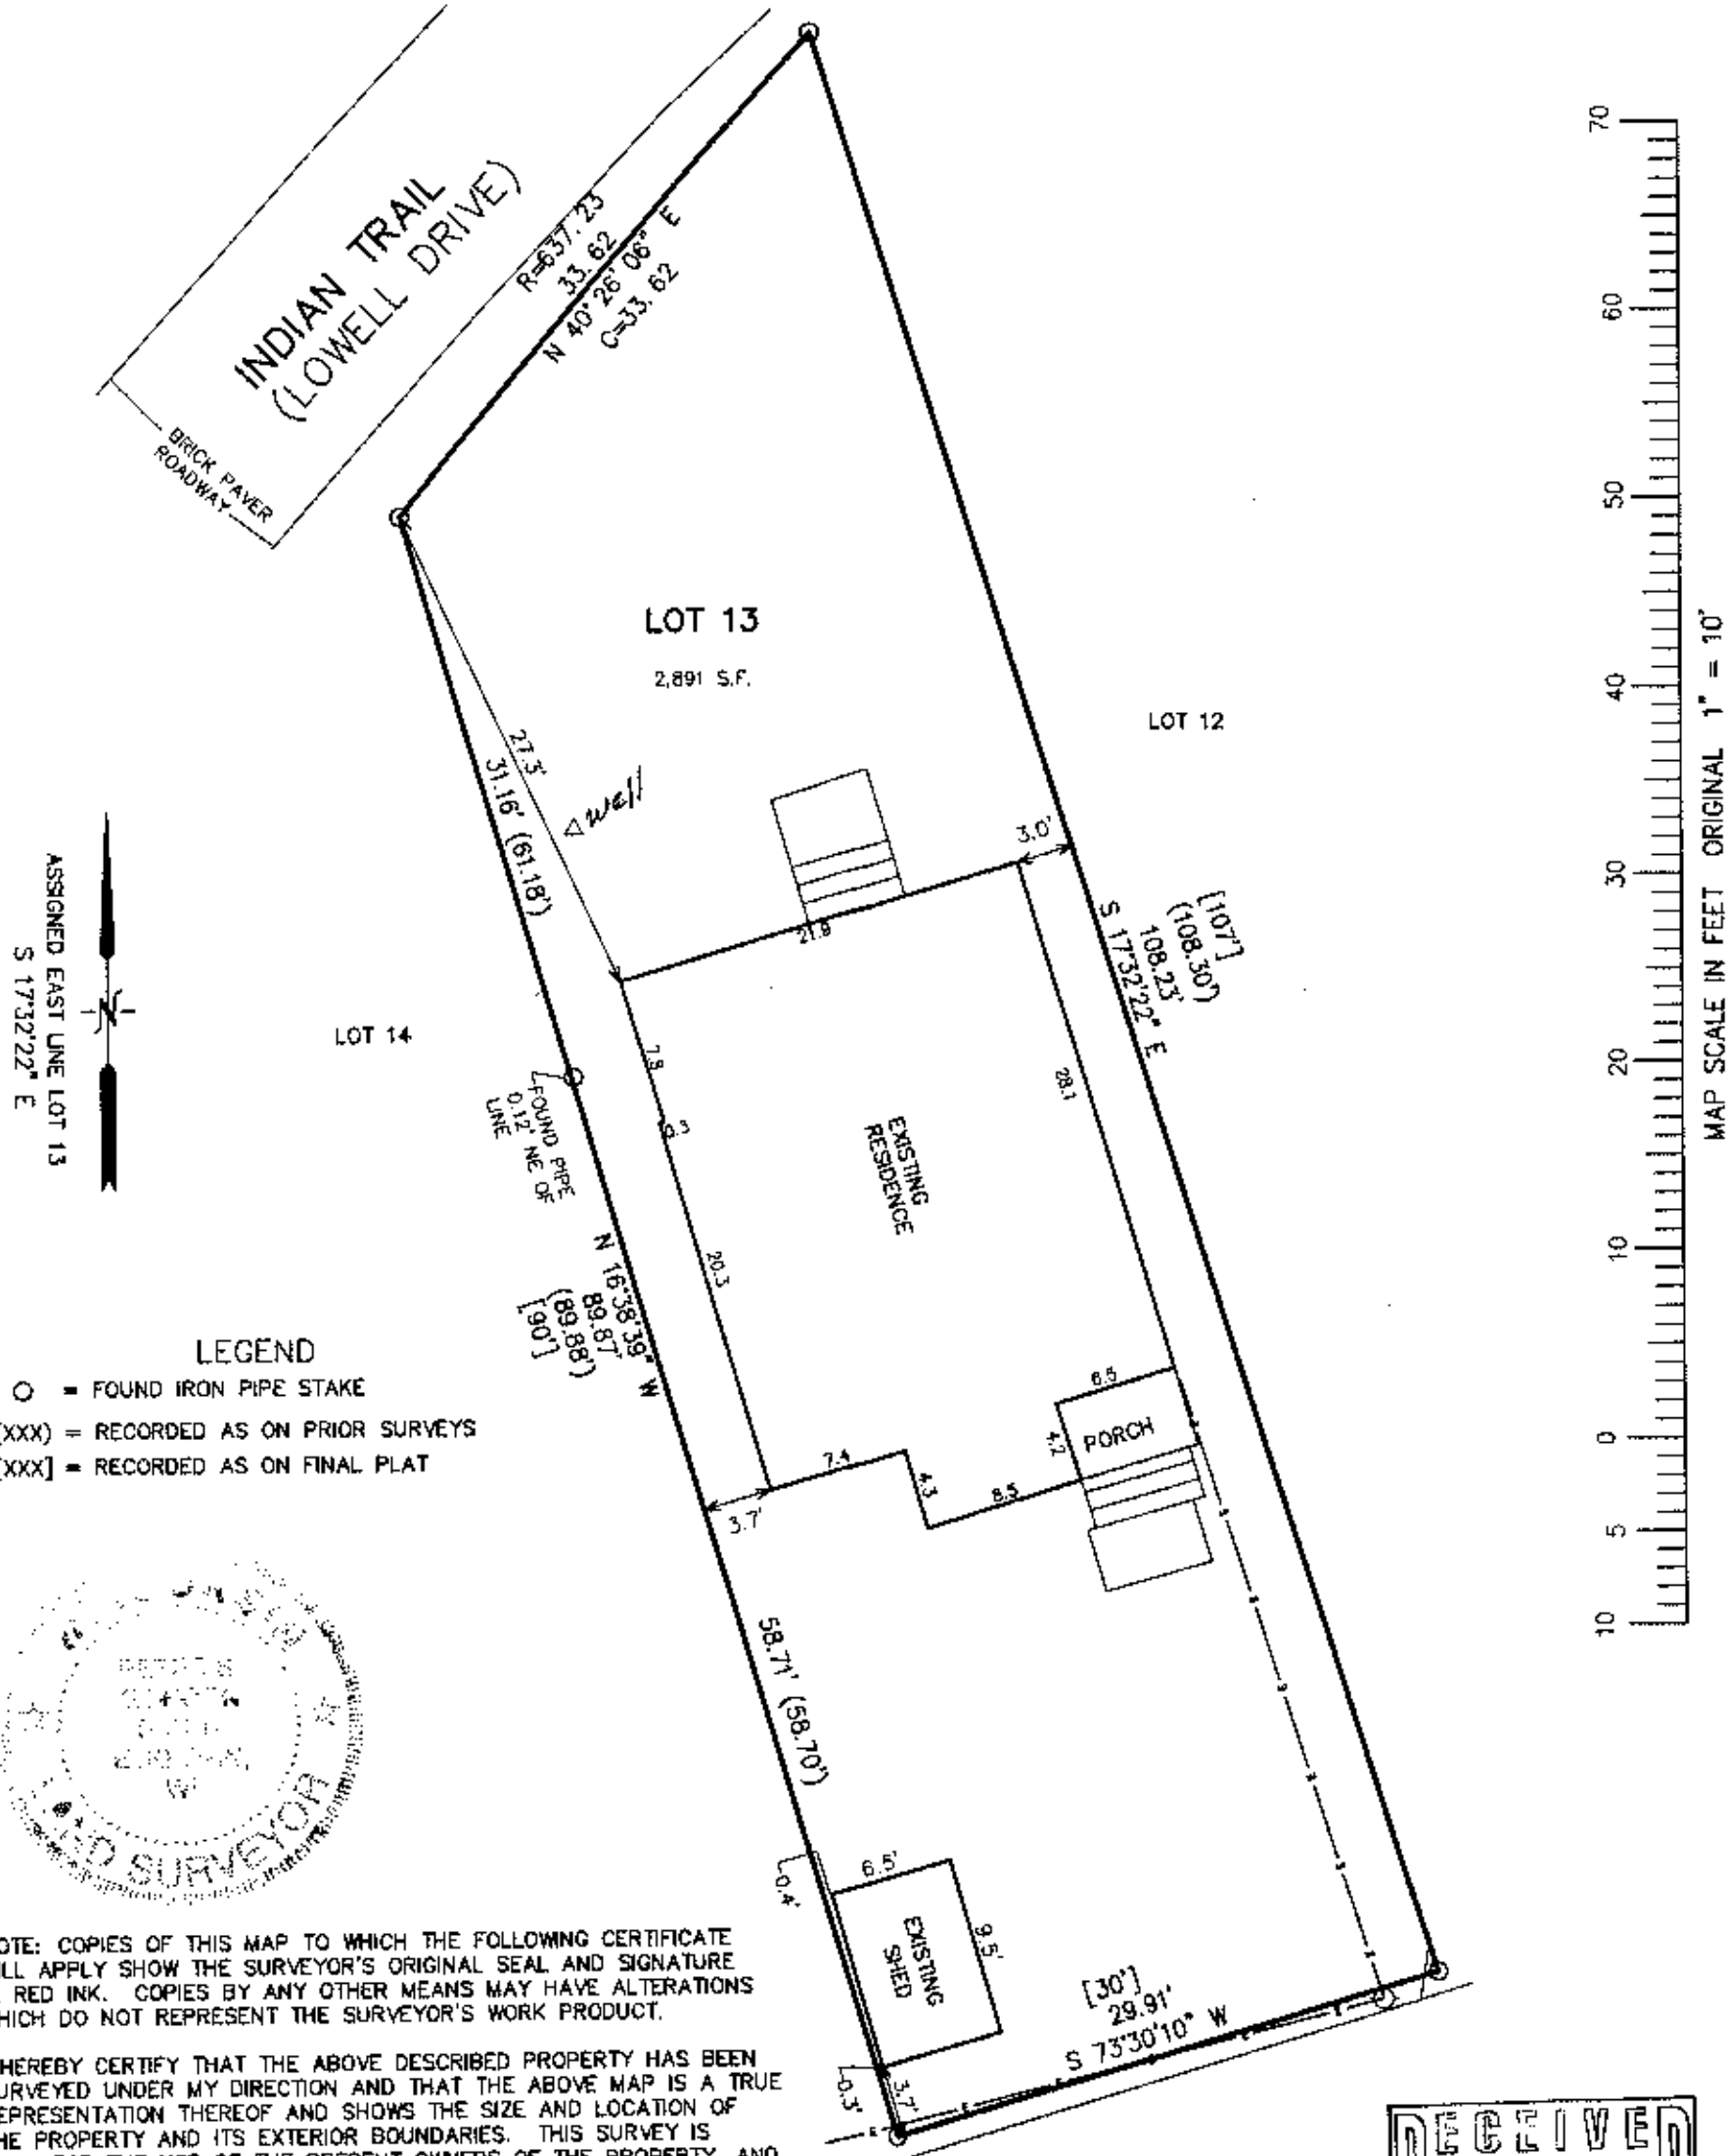 INDIAN TRAIL
(LOWELL DRIVE)
BRICK PAVER
ROADWAY
R=637.23
33.62
N 40°26'06" E
C=33.62
LOT 13
2,891 S.F.
LOT 12
27.3'
31.16' (61.18')
well
3.0'
21.9
[107']
(108.30')
108.23'
S 17°32'22" E
LOT 14
7.8
28.1
FOUND PIPE
0.12' NE OF
LINE
EXISTING
RESIDENCE
20.3
N 16°38'39" W
89.87'
(89.88')
[90']
6.5
4.2
PORCH
7.4
4.3
8.5
3.7'
58.71' (58.70')
0.4'
6.5'
9.5'
EXISTING
SHED
0.3'
3.7'
[30']
29.91'
S 73°30'10" W
ASSIGNED EAST LINE LOT 13
S 17°32'22" E
N
LEGEND
= FOUND IRON PIPE STAKE
(XXX) = RECORDED AS ON PRIOR SURVEYS
[XXX] = RECORDED AS ON FINAL PLAT
LAND SURVEYOR
70
60
50
40
30
20
10
0
5
10
MAP SCALE IN FEET ORIGINAL 1" = 10'
OTE: COPIES OF THIS MAP TO WHICH THE FOLLOWING CERTIFICATE
ILL APPLY SHOW THE SURVEYOR'S ORIGINAL SEAL AND SIGNATURE
RED INK. COPIES BY ANY OTHER MEANS MAY HAVE ALTERATIONS
HICH DO NOT REPRESENT THE SURVEYOR'S WORK PRODUCT.
HEREBY CERTIFY THAT THE ABOVE DESCRIBED PROPERTY HAS BEEN
URVEYED UNDER MY DIRECTION AND THAT THE ABOVE MAP IS A TRUE
EPRESENTATION THEREOF AND SHOWS THE SIZE AND LOCATION OF
HE PROPERTY AND ITS EXTERIOR BOUNDARIES. THIS SURVEY IS
THE PRESENT OWNERS OF THE PROPERTY, AND
RECEIVED